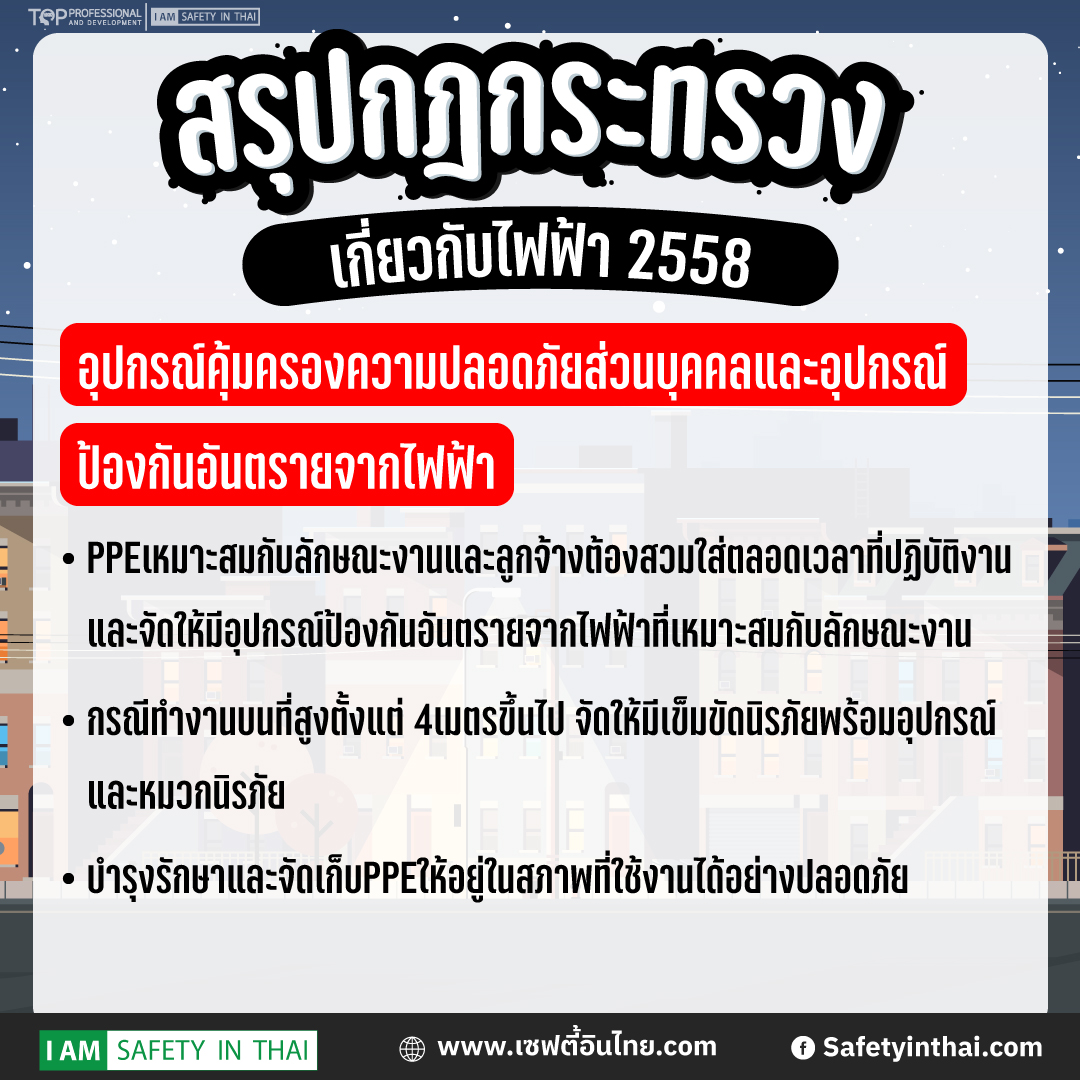 TOP PROFESSIONAL AND DEVELOPMENT I AM SAFETY IN THAI
สรุปกฎกระทรวง
เกี่ยวกับไฟฟ้า 2558
อุปกรณ์คุ้มครองความปลอดภัยส่วนบุคคลและอุปกรณ์
ป้องกันอันตรายจากไฟฟ้า
• PPEเหมาะสมกับลักษณะงานและลูกจ้างต้องสวมใส่ตลอดเวลาที่ปฏิบัติงาน
และจัดให้มีอุปกรณ์ป้องกันอันตรายจากไฟฟ้าที่เหมาะสมกับลักษณะงาน
• กรณีทำงานบนที่สูงตั้งแต่ 4เมตรขึ้นไป จัดให้มีเข็มขัดนิรภัยพร้อมอุปกรณ์
และหมวกนิรภัย
• บำรุงรักษาและจัดเก็บPPEให้อยู่ในสภาพที่ใช้งานได้อย่างปลอดภัย
I AM SAFETY IN THAI www.เซฟตี้อินไทย.com Safetyinthai.com